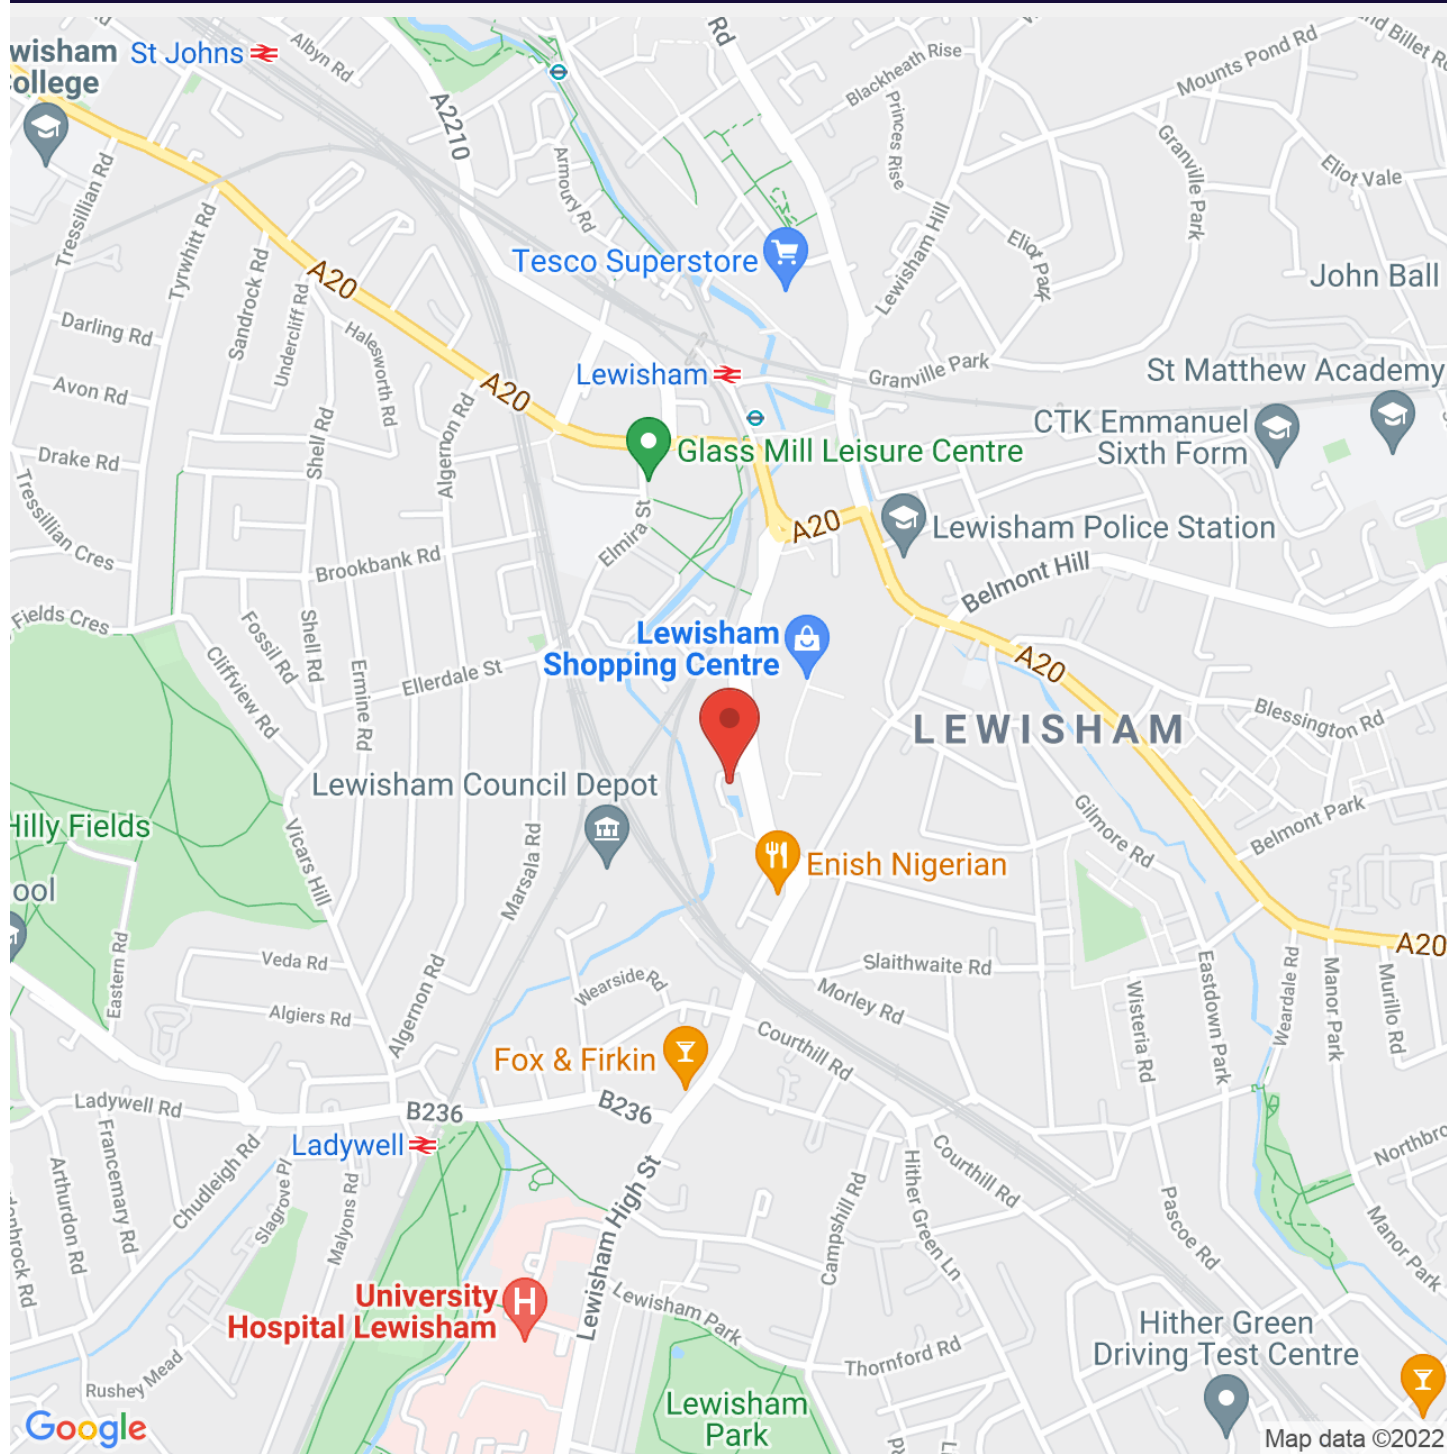 Rd
and Billet Rd
wisham
College
St Johns
Albyn Rd
Blackheath Rise
Mounts Pond Rd
A2210
Princes Rise
Granville Park
Eliot Vale
Tressillian Rd
Armoury Rd
Tyrwhitt Rd
Lewisham Hill
Eliot Park
Tesco Superstore
A20
Sandrock Rd
Undercliff Rd
John Ball
Darling Rd
Halesworth Rd
Lewisham
Granville Park
St Matthew Academy
Avon Rd
A20
Algernon Rd
Shell Rd
CTK Emmanuel
Sixth Form
Drake Rd
Glass Mill Leisure Centre
Tressillian Cres
Elmira St
A20
Lewisham Police Station
Brookbank Rd
Belmont Hill
Fields Cres
Fossil Rd
Shell Rd
Lewisham
Shopping Centre
Cliffview Rd
Ermine Rd
Ellerdale St
A20
LEWISHAM
Blessington Rd
Lewisham Council Depot
Hilly Fields
Vicars Hill
Marsala Rd
Gilmore Rd
Belmont Park
Enish Nigerian
ool
Eastern Rd
Veda Rd
Algernon Rd
Wearside Rd
Slaithwaite Rd
Morley Rd
Wisteria Rd
Eastdown Park
Weardale Rd
Manor Park
Murillo Rd
A20
Algiers Rd
Courthill Rd
Fox & Firkin
Ladywell Rd
B236
B236
Ladywell
Francemary Rd
Arthurdon Rd
Chudleigh Rd
Slagrove Pl
Malyons Rd
Lewisham High St
Campshill Rd
Hither Green Ln
Courthill Rd
Pascoe Rd
Northbro
Manor Park
University
Hospital Lewisham
Lewisham Park
Hither Green
Driving Test Centre
Thornford Rd
Rushey Mead
Lewisham
Park
Google
Map data ©2022